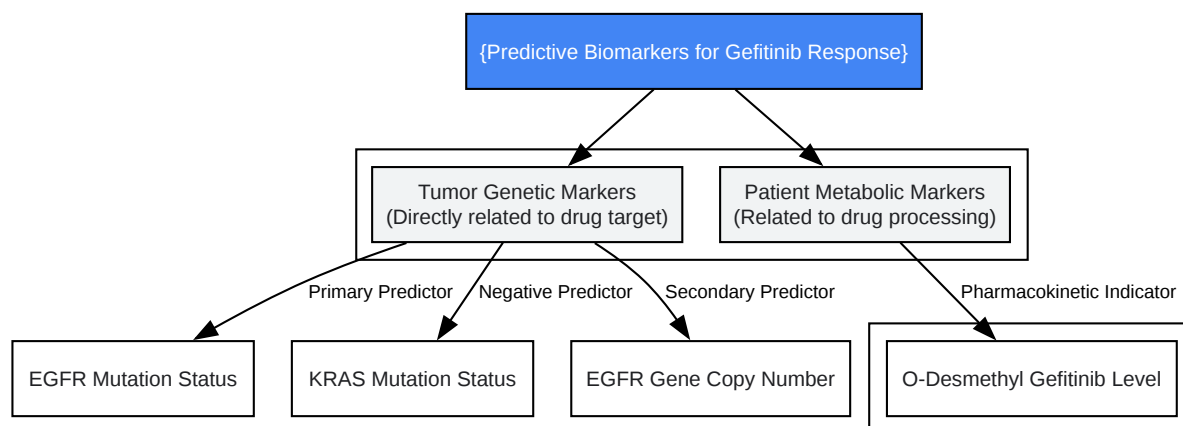 {Predictive Biomarkers for Gefitinib Response}
Tumor Genetic Markers
(Directly related to drug target)
Patient Metabolic Markers
(Related to drug processing)
Primary Predictor
Negative Predictor
Secondary Predictor
Pharmacokinetic Indicator
EGFR Mutation Status
KRAS Mutation Status
EGFR Gene Copy Number
O-Desmethyl Gefitinib Level